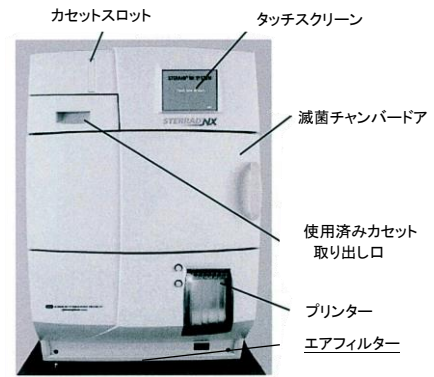 カセットスロット
タッチスクリーン
STERRAD NX
滅菌チャンバードア
使用済みカセット
取り出し口
プリンター
エアフィルター